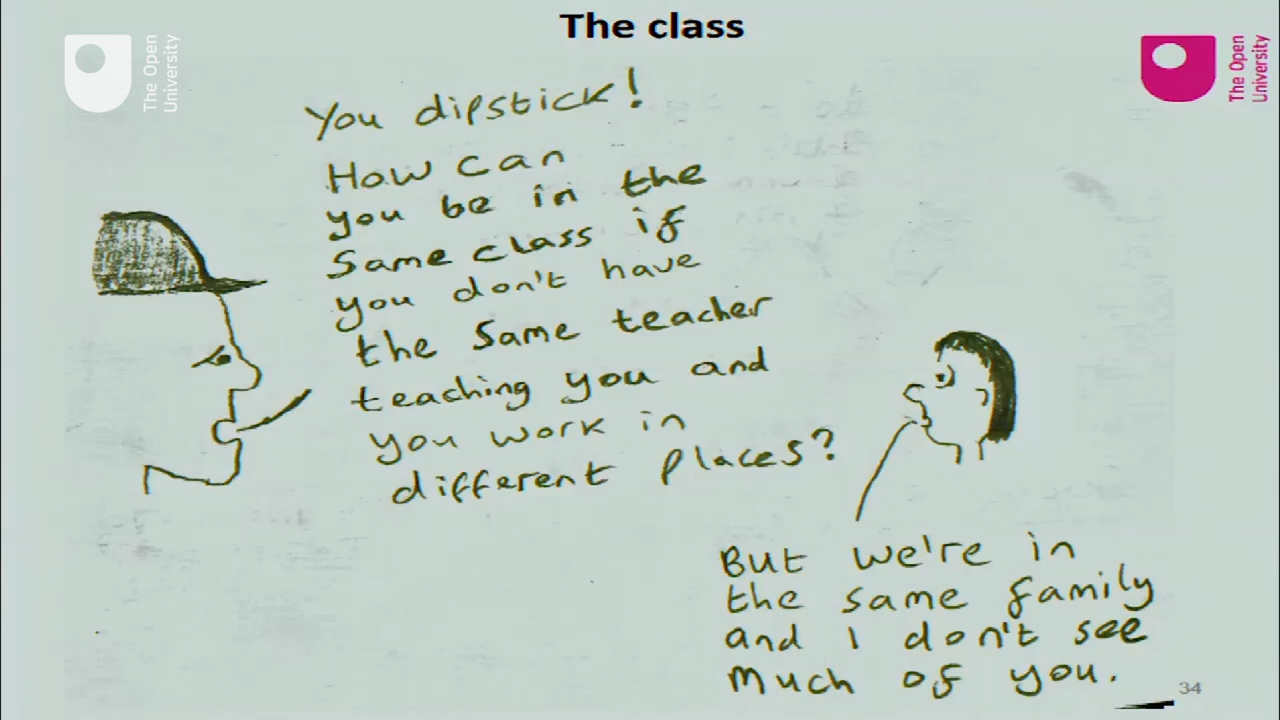 The class
The Open
University
The Open
University
You dipstick!
How can
you be in the
same class if
you don't have
the same teacher
teaching you and
you work in
different places?
But we're in
the same family
and I don't see
much of you.
34